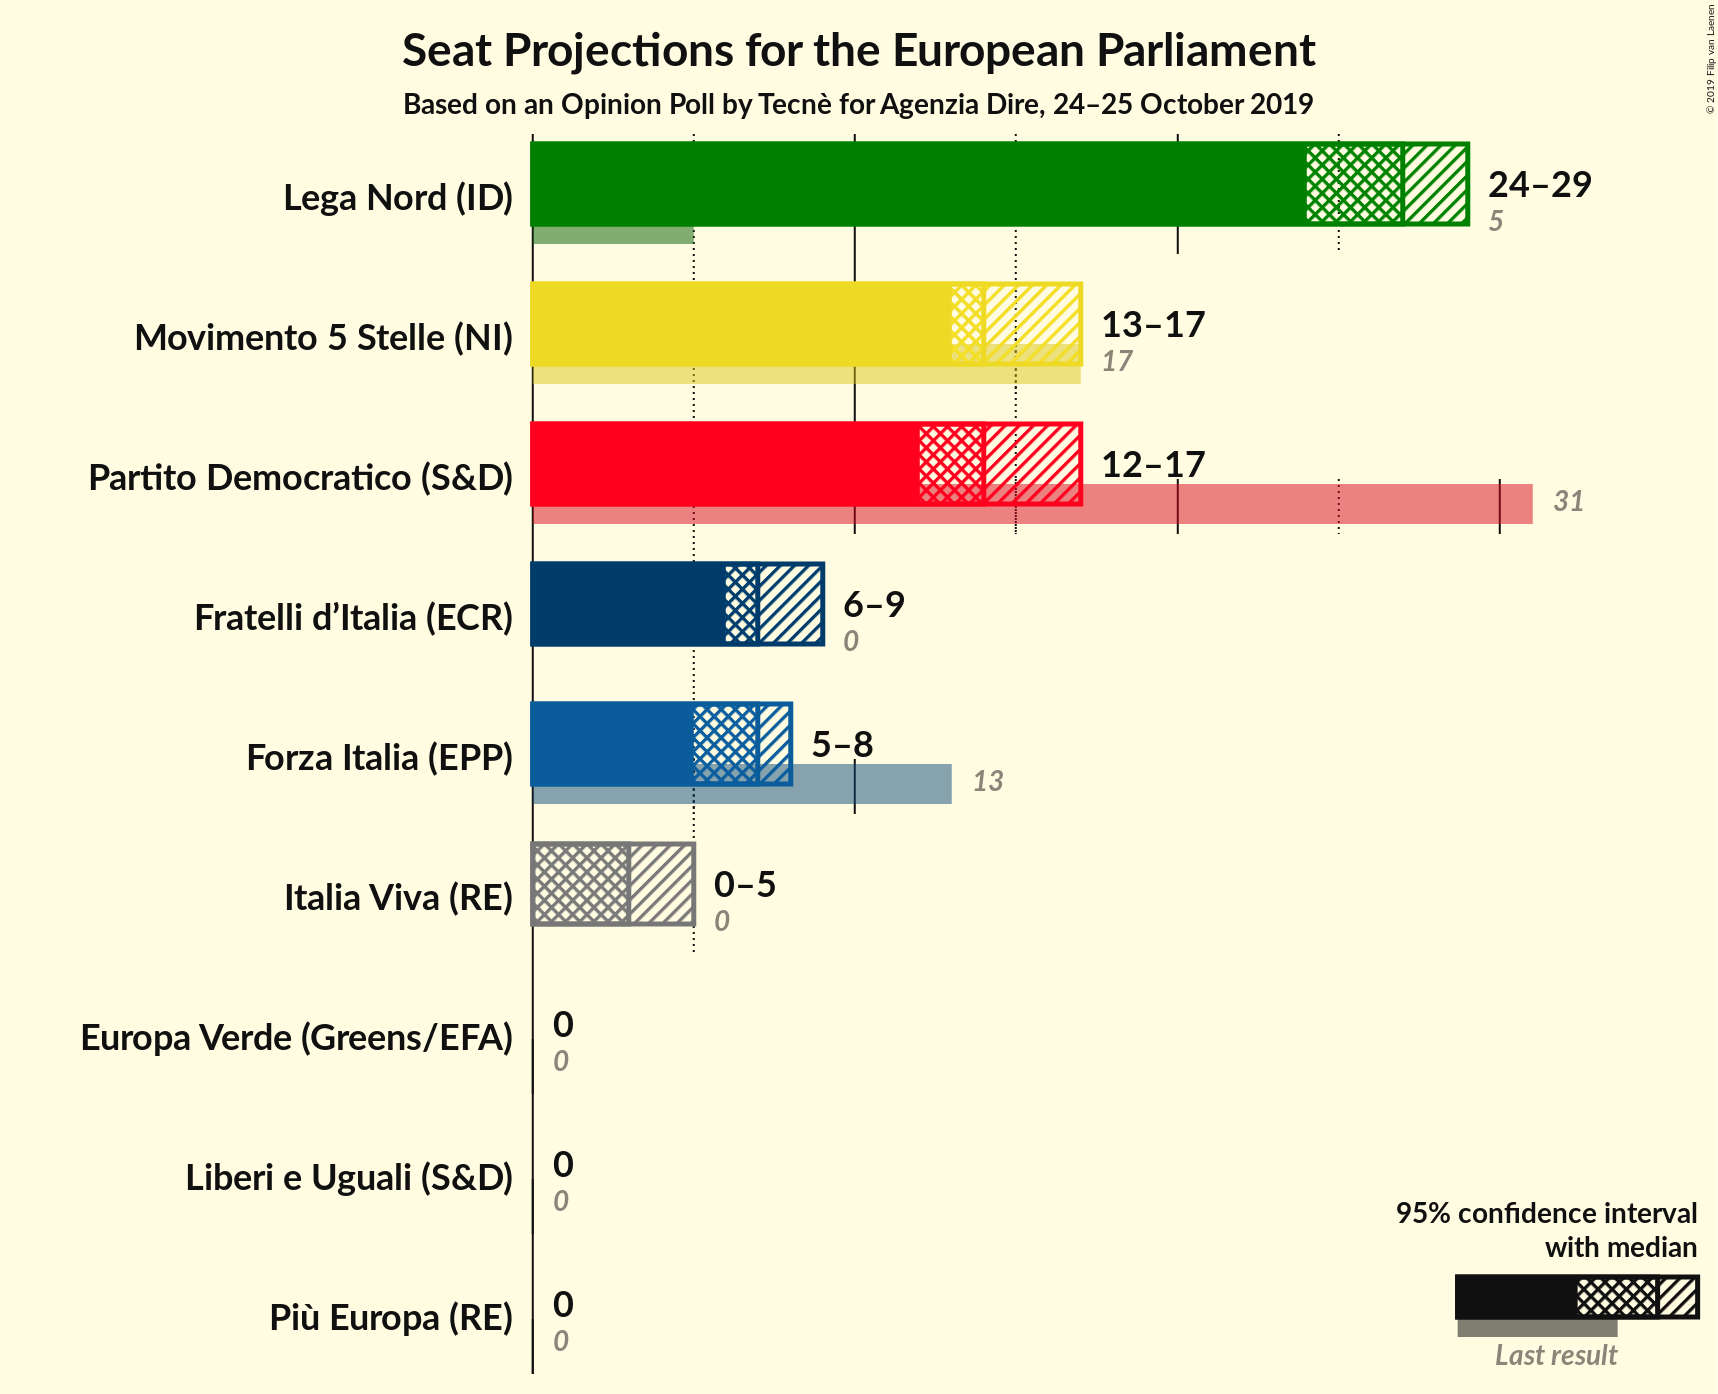 Seat Projections for the European Parliament
Based on an Opinion Poll by Tecnè for Agenzia Dire, 24–25 October 2019
© 2019 Filip van Laenen
Lega Nord (ID)
24–29
5
Movimento 5 Stelle (NI)
13–17
17
Partito Democratico (S&D)
12–17
31
Fratelli d’Italia (ECR)
6–9
0
Forza Italia (EPP)
5–8
13
Italia Viva (RE)
0–5
0
Europa Verde (Greens/EFA)
0
0
Liberi e Uguali (S&D)
0
0
Più Europa (RE)
0
0
95% confidence interval
with median
Last result